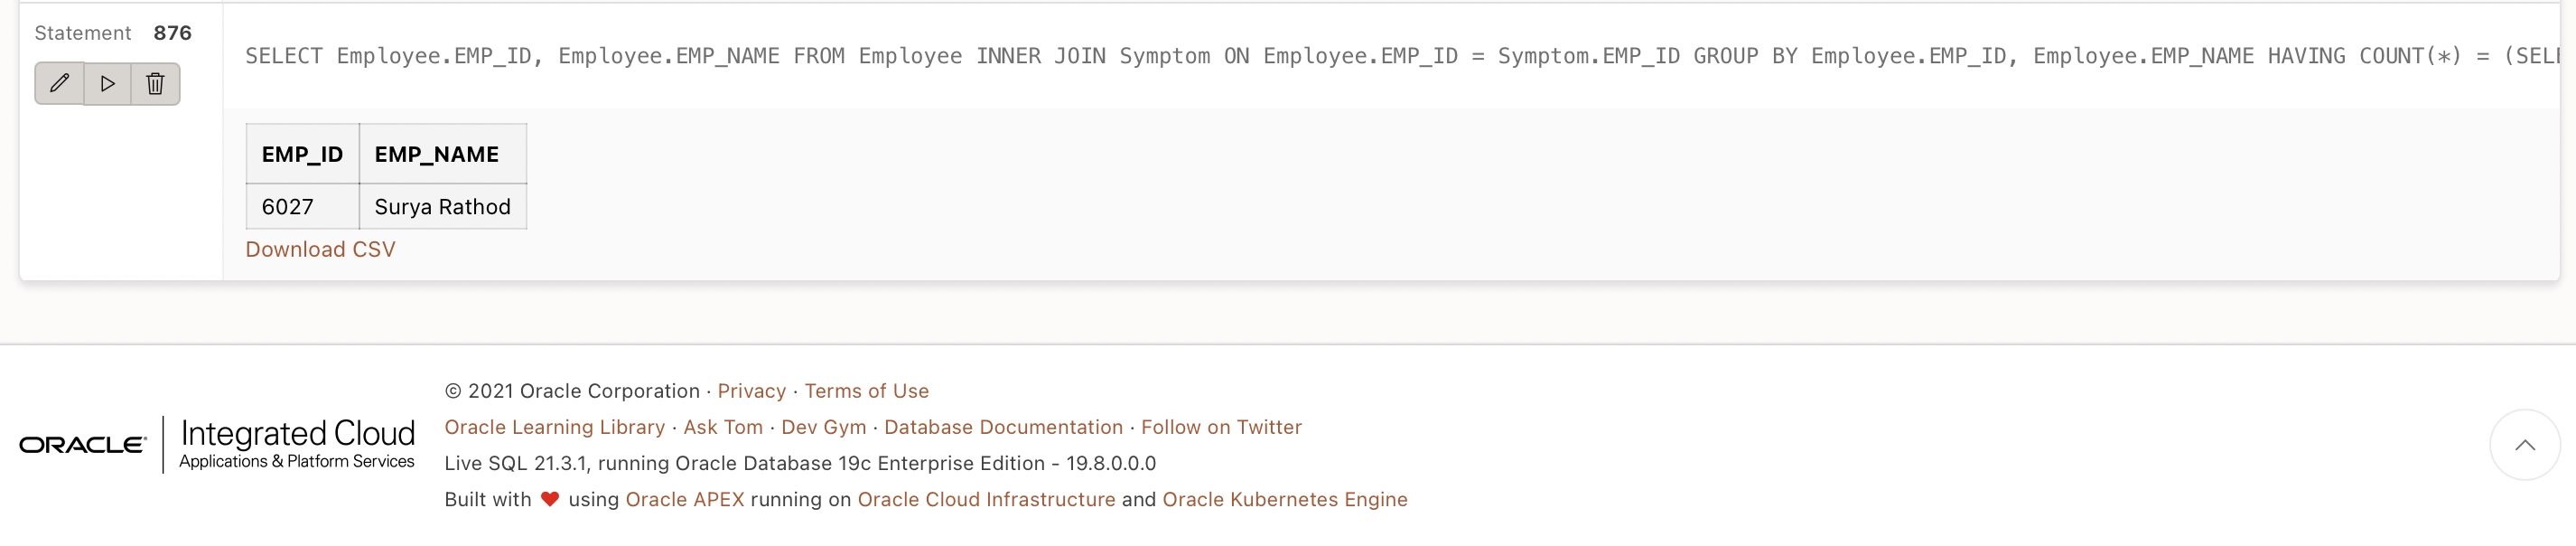 Statement 876
SELECT Employee.EMP_ID, Employee.EMP_NAME FROM Employee INNER JOIN Symptom ON Employee.EMP_ID = Symptom.EMP_ID GROUP BY Employee.EMP_ID, Employee.EMP_NAME HAVING COUNT(*) = (SELE
EMP_ID EMP_NAME
6027 Surya Rathod
Download CSV
ORACLE Integrated Cloud
Applications & Platform Services
© 2021 Oracle Corporation · Privacy · Terms of Use
Oracle Learning Library · Ask Tom · Dev Gym · Database Documentation · Follow on Twitter
Live SQL 21.3.1, running Oracle Database 19c Enterprise Edition - 19.8.0.0.0
Built with ❤ using Oracle APEX running on Oracle Cloud Infrastructure and Oracle Kubernetes Engine